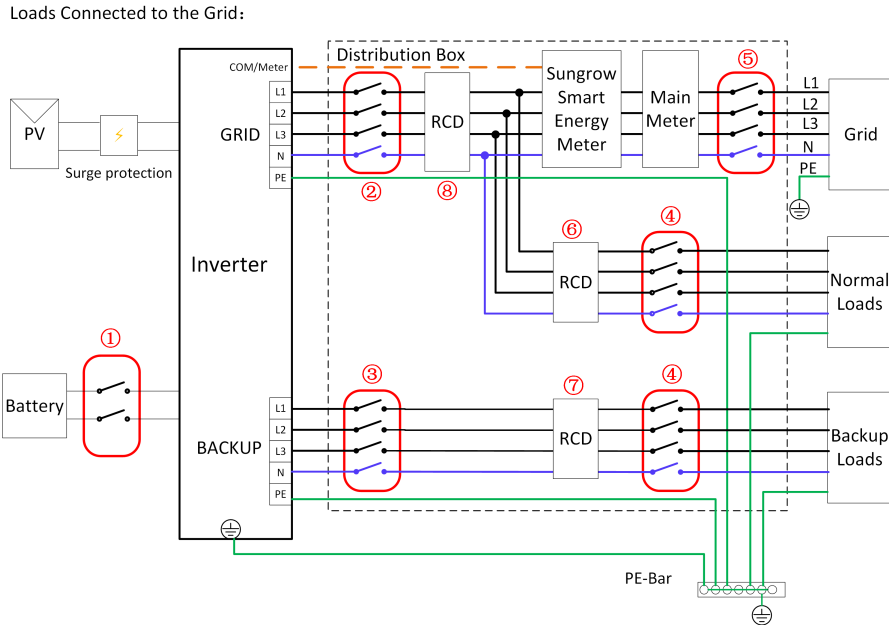 Loads Connected to the Grid:
Distribution Box
COM/Meter
L1
L2
L3
N
PE
GRID
PV
Surge protection
②
RCD
⑧
Sungrow
Smart
Energy
Meter
Main
Meter
⑤
L1
L2
L3
N
PE
Grid
Inverter
⑥
RCD
④
Normal
Loads
①
Battery
L1
L2
L3
N
PE
BACKUP
③
⑦
RCD
④
Backup
Loads
PE-Bar